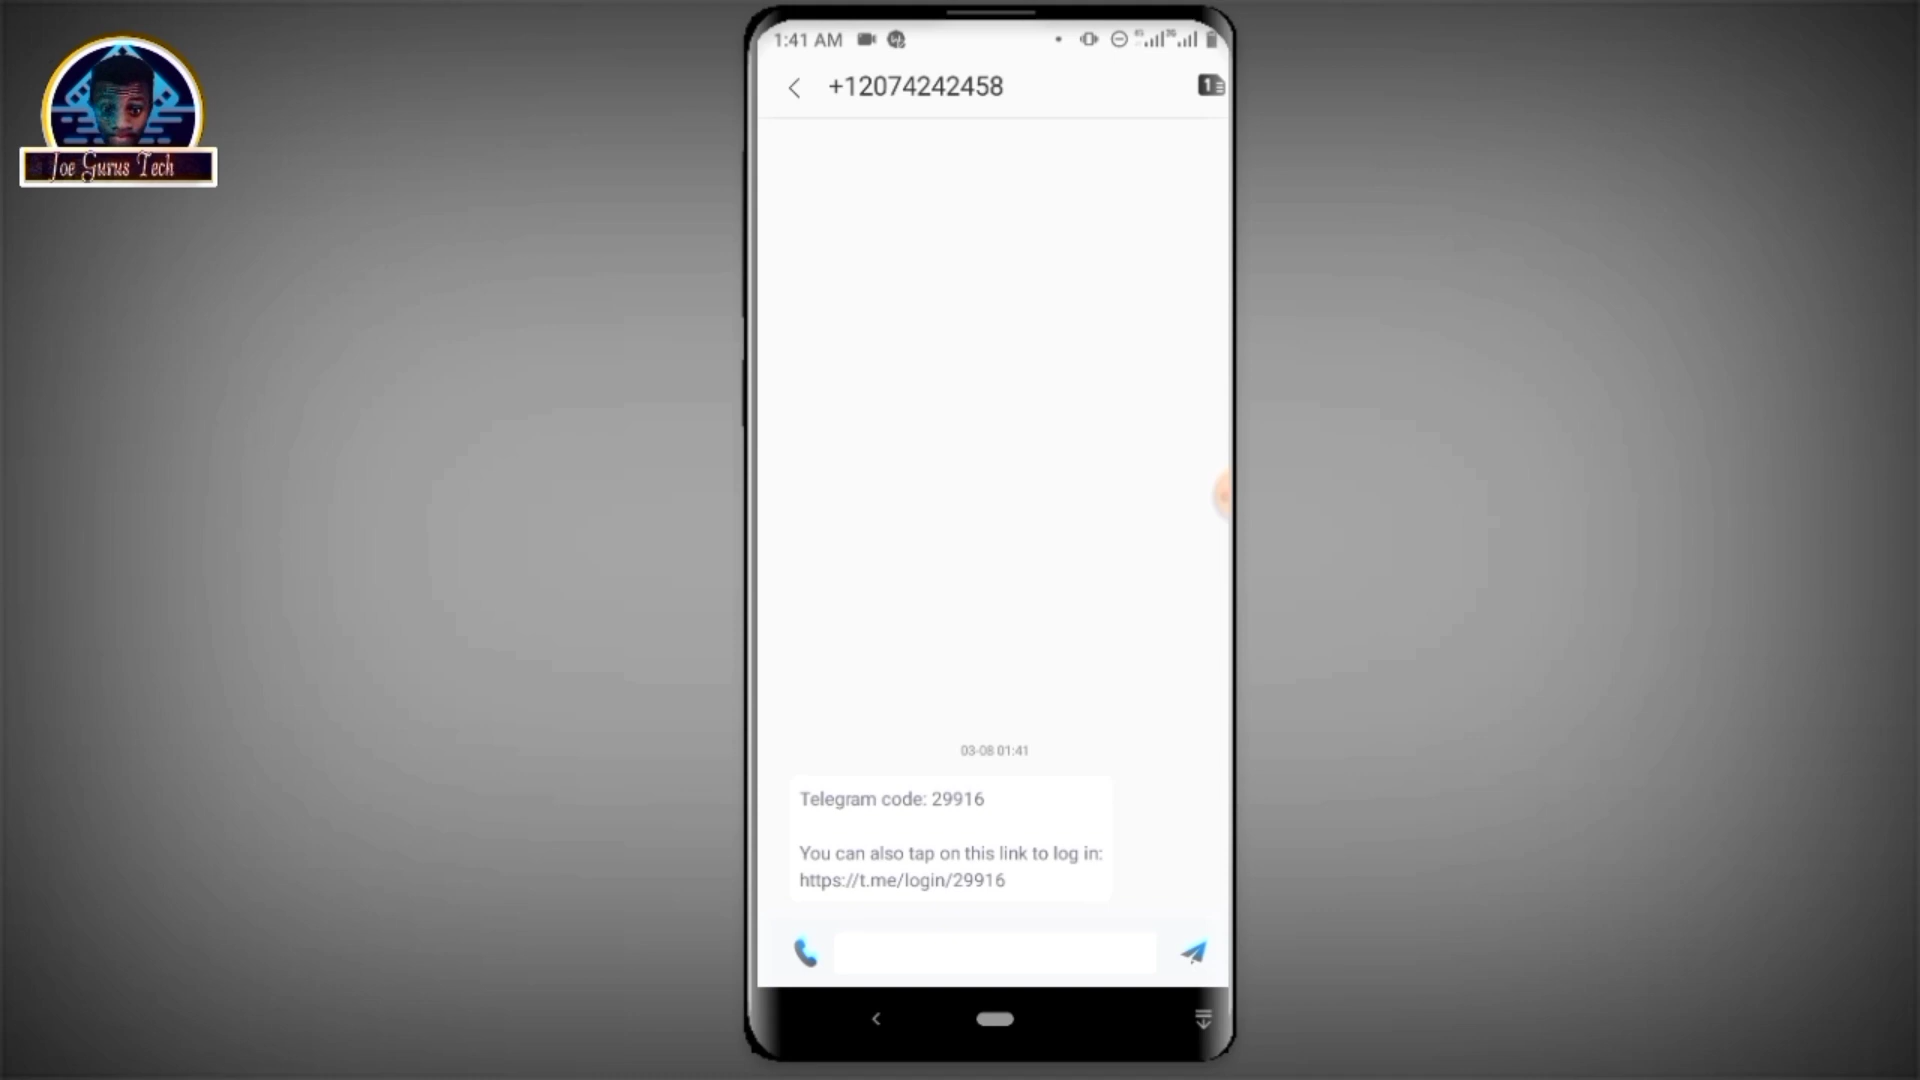 Joe Gurus Tech
1:41 AM
+12074242458
1
03-08 01:41
Telegram code: 29916
You can also tap on this link to log in:
https://t.me/login/29916